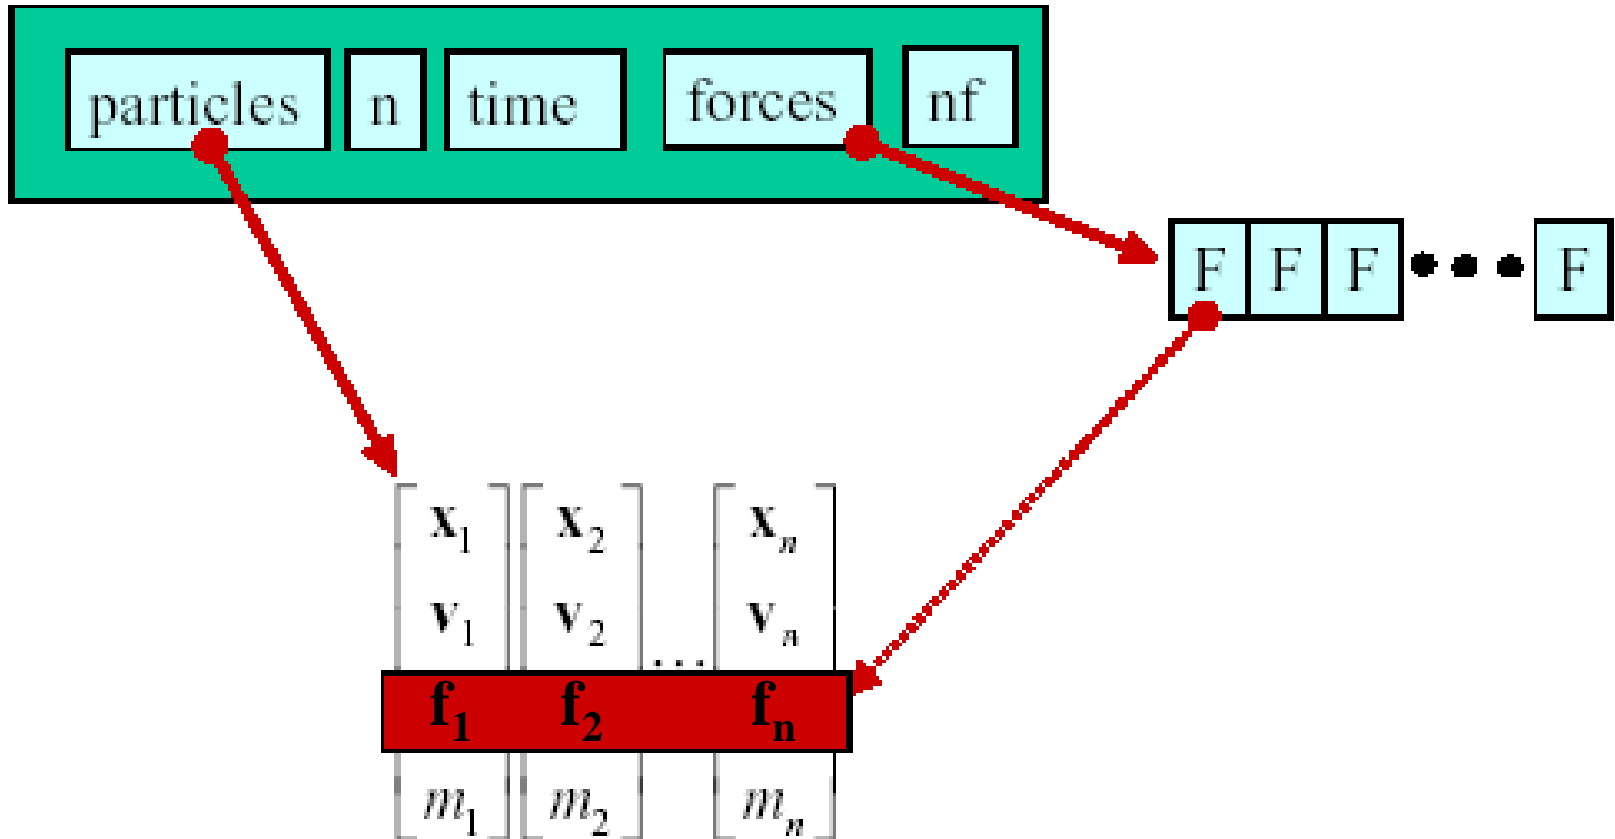 particles n time forces nf
F F F ••• F
x₁ x₂ xₙ
v₁ v₂ vₙ
...
f₁ f₂ fₙ
m₁ m₂ mₙ